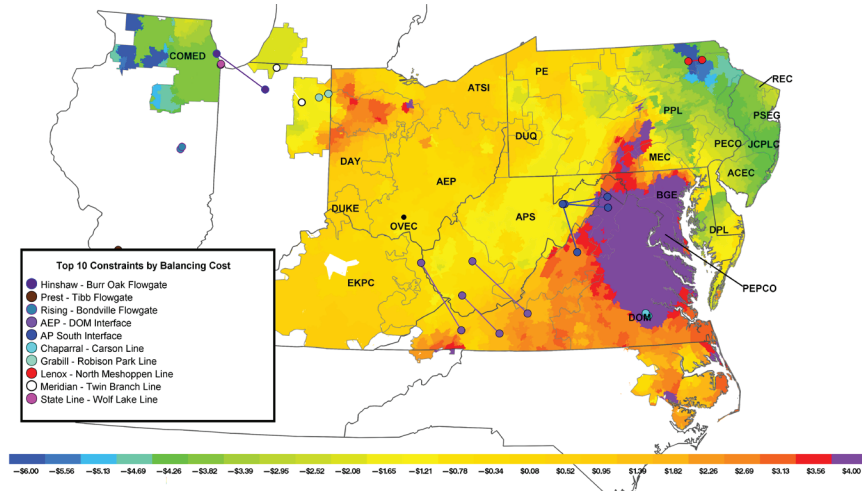 COMED
ATSI
PE
REC
PPL
PSEG
DUQ
PECO
JCPLC
MEC
DAY
ACEC
AEP
BGE
DUKE
APS
DPL
OVEC
EKPC
PEPCO
DOM
Top 10 Constraints by Balancing Cost
Hinshaw - Burr Oak Flowgate
Prest - Tibb Flowgate
Rising - Bondville Flowgate
AEP - DOM Interface
AP South Interface
Chaparral - Carson Line
Grabill - Robison Park Line
Lenox - North Meshoppen Line
Meridian - Twin Branch Line
State Line - Wolf Lake Line
−$6.00 −$5.56 −$5.13 −$4.69 −$4.26 −$3.82 −$3.39 −$2.95 −$2.52 −$2.08 −$1.65 −$1.21 −$0.78 −$0.34 $0.08 $0.52 $0.95 $1.39 $1.82 $2.26 $2.69 $3.13 $3.56 $4.00